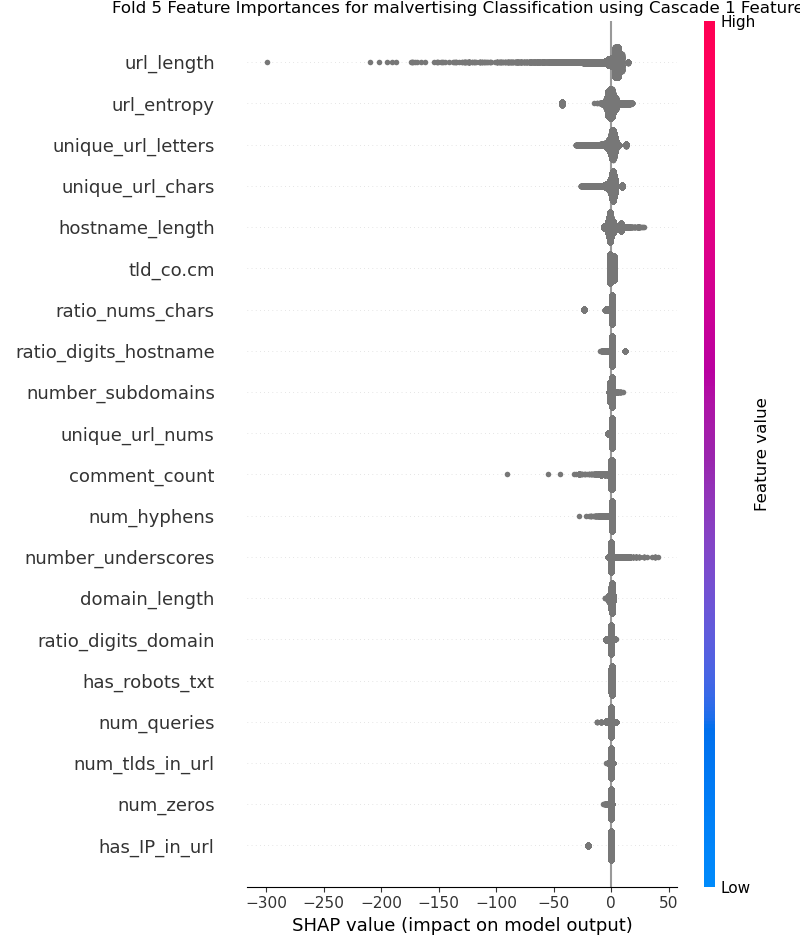 Fold 5 Feature Importances for malvertising Classification using Cascade 1 Feature
High
url_length
url_entropy
unique_url_letters
unique_url_chars
hostname_length
tld_co.cm
ratio_nums_chars
ratio_digits_hostname
number_subdomains
unique_url_nums
comment_count
num_hyphens
number_underscores
domain_length
ratio_digits_domain
has_robots_txt
num_queries
num_tlds_in_url
num_zeros
has_IP_in_url
Feature value
Low
−300 −250 −200 −150 −100 −50 0 50
SHAP value (impact on model output)